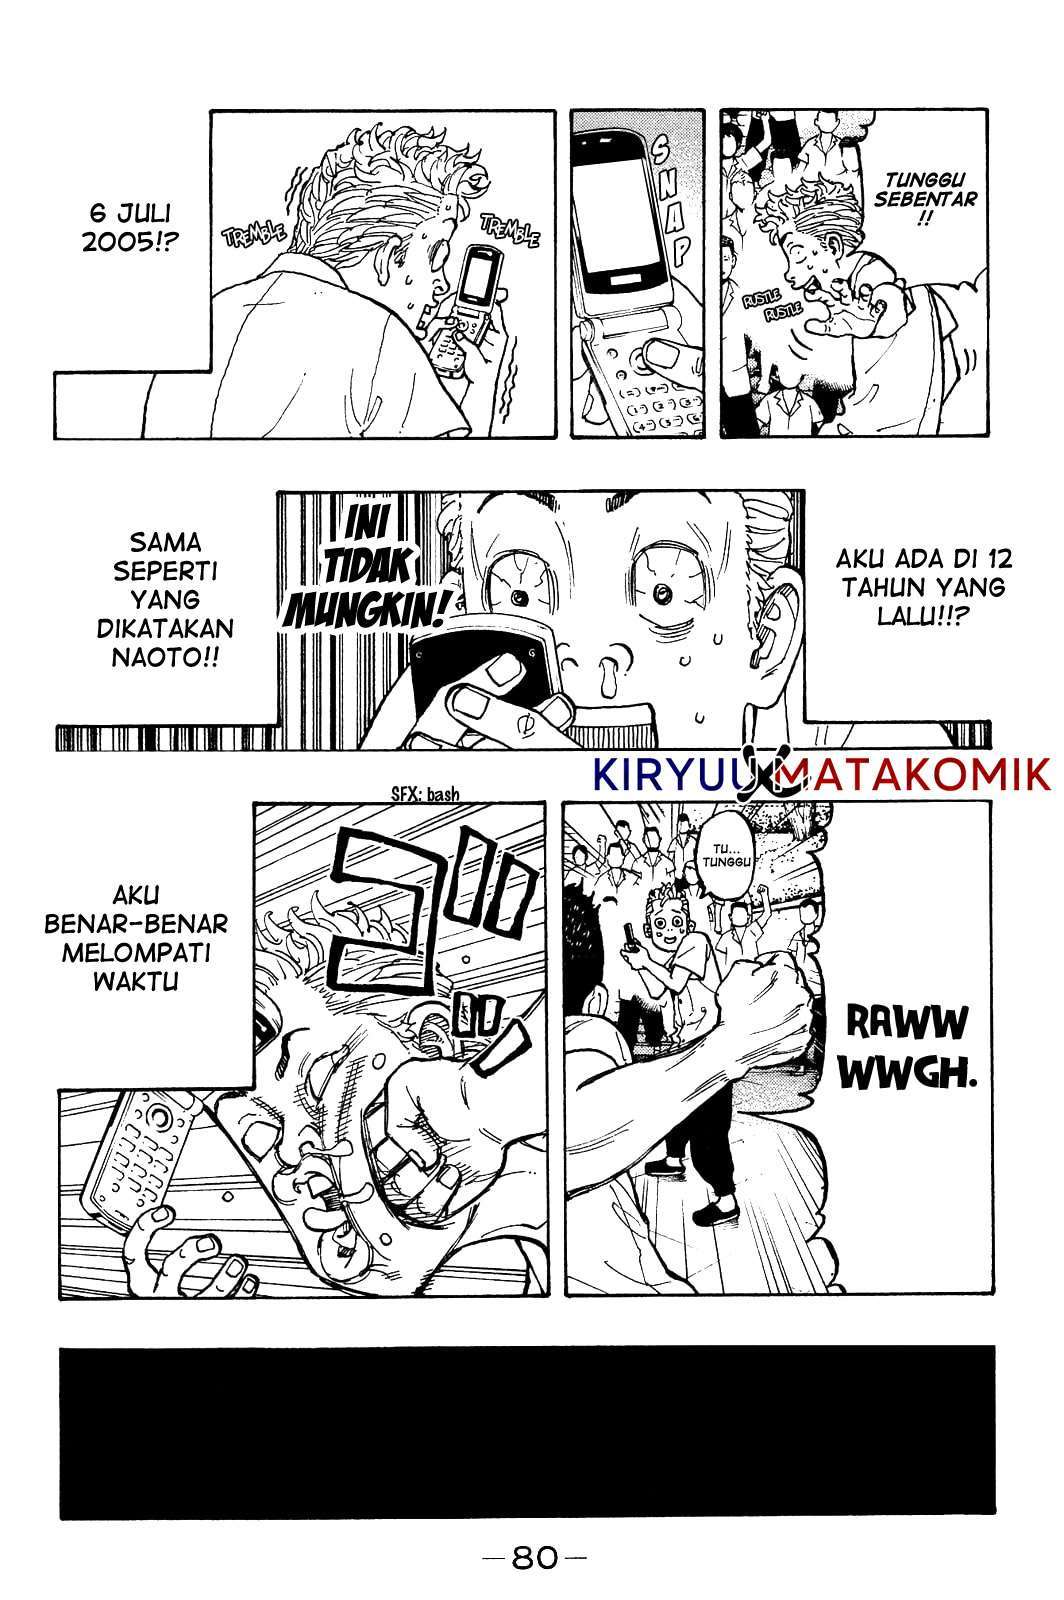 TUNGGU
SEBENTAR
!!
RUSTLE
RUSTLE
SNAP
TREMBLE
TREMBLE
6 JULI
2005!?
AKU ADA DI 12
TAHUN YANG
LALU!!?
INI
TIDAK
MUNGKIN!
SAMA
SEPERTI
YANG
DIKATAKAN
NAOTO!!
KIRYUU X MATAKOMIK
TU...
TUNGGU
RAWW
WWGH.
SFX: bash
ゴッ
AKU
BENAR-BENAR
MELOMPATI
WAKTU
—80—